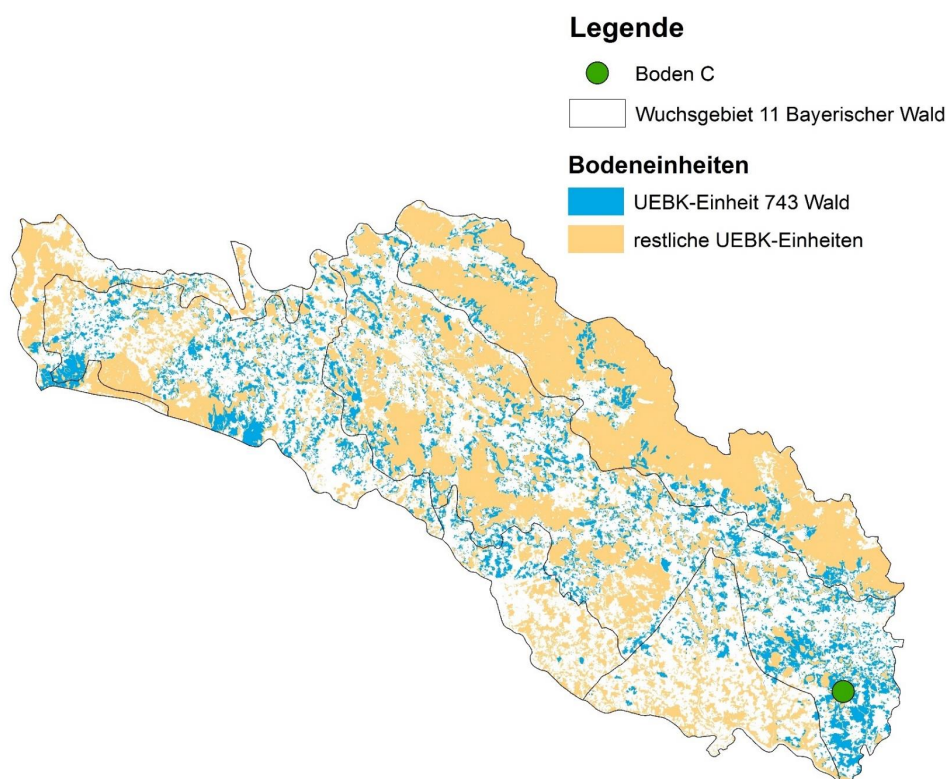 Legende
Boden C
Wuchsgebiet 11 Bayerischer Wald
Bodeneinheiten
UEBK-Einheit 743 Wald
restliche UEBK-Einheiten